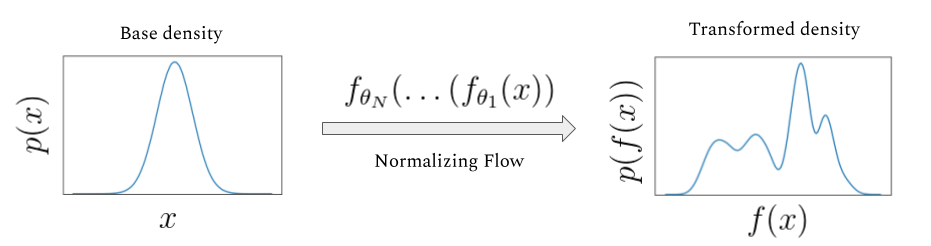 Base density
p(x)
x
f_{θ_N}(...(f_{θ_1}(x))
Normalizing Flow
Transformed density
p(f(x))
f(x)